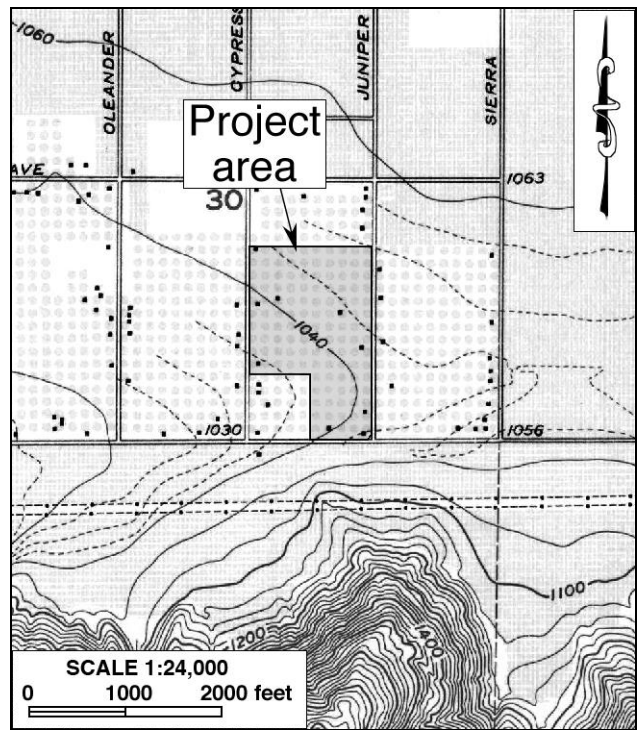 1060
OLEANDER
CYPRESS
JUNIPER
SIERRA
Project
area
AVE
30
1063
1040
1030
1056
1100
1200
1400
SCALE 1:24,000
0 1000 2000 feet